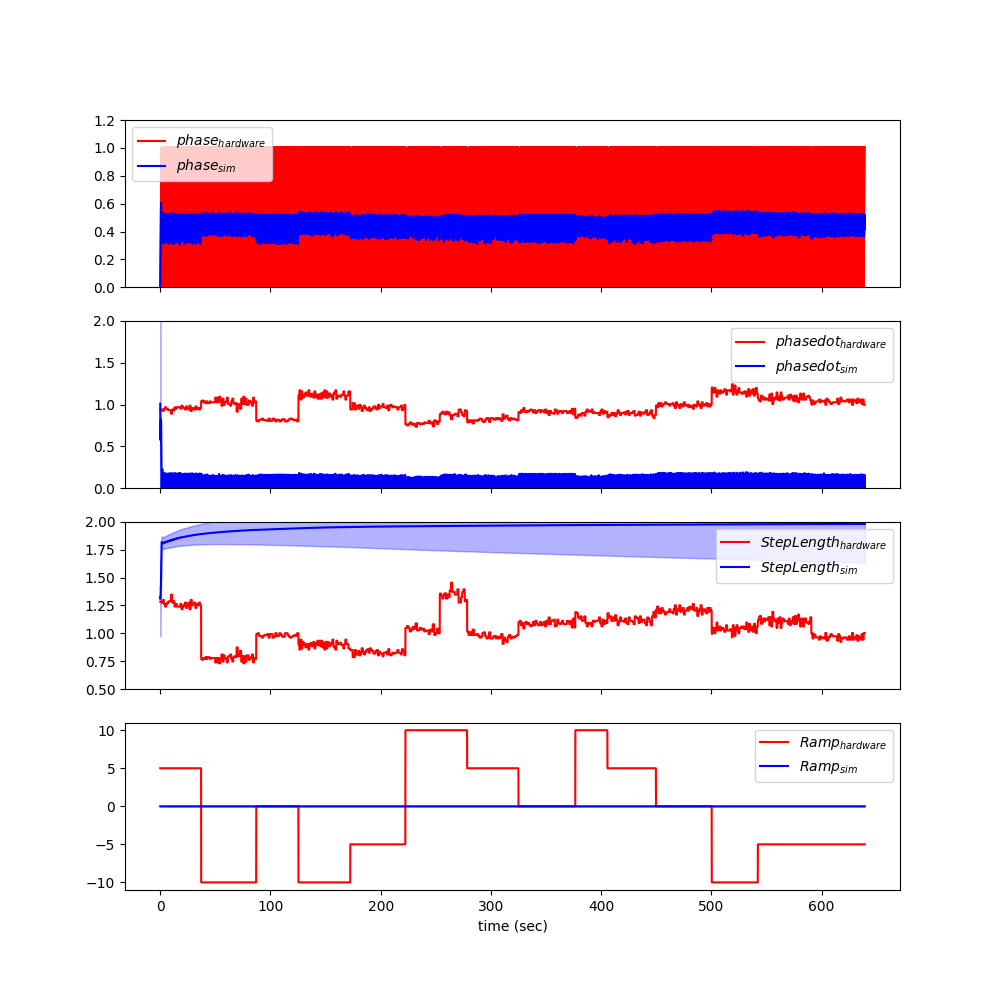 1.2
1.0
0.8
0.6
0.4
0.2
0.0
phase_hardware
phase_sim
2.0
1.5
1.0
0.5
0.0
phasedot_hardware
phasedot_sim
2.00
1.75
1.50
1.25
1.00
0.75
0.50
StepLength_hardware
StepLength_sim
10
5
0
−5
−10
Ramp_hardware
Ramp_sim
0 100 200 300 400 500 600
time (sec)